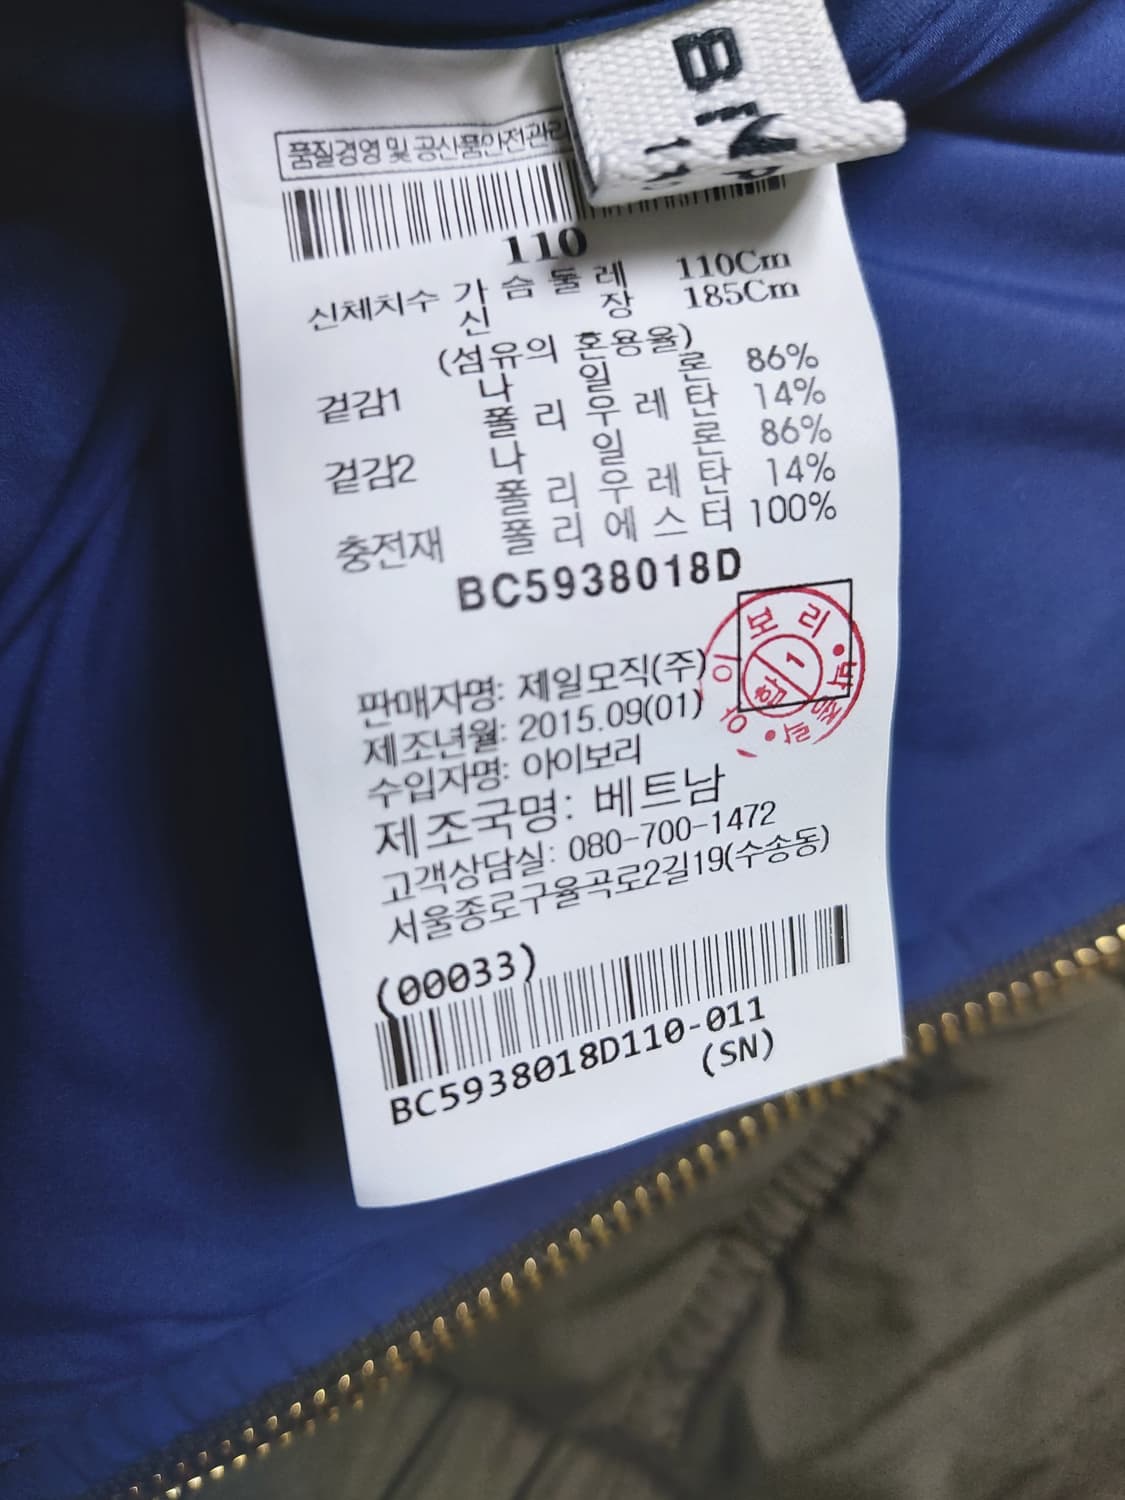 품질경영 및 공산품안전관리
110
신체치수 가슴둘레 110Cm
신장 185Cm
(섬유의 혼용율)
겉감1 나일론 86%
폴리우레탄 14%
겉감2 나일론 86%
폴리우레탄 14%
충전재 폴리에스터 100%
BC5938018D
판매자명: 제일모직(주)
제조년월: 2015.09(01)
수입자명: 아이보리
제조국명: 베트남
고객상담실: 080-700-1472
서울종로구율곡로2길19(수송동)
(00033)
BC5938018D110-011
(SN)
아이보리
1